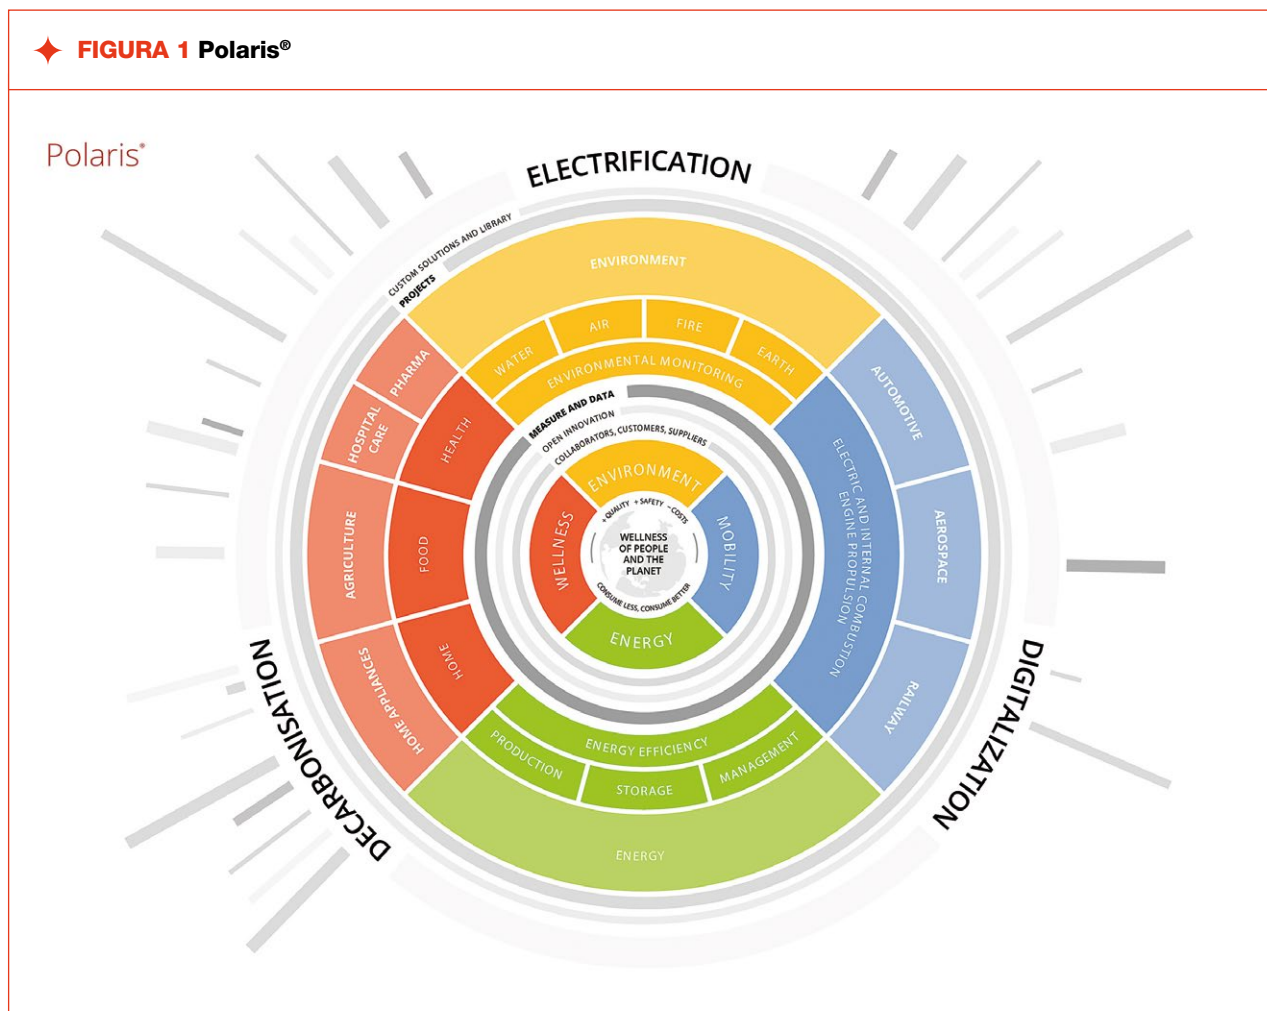 FIGURA 1 Polaris®
Polaris®
ELECTRIFICATION
CUSTOM SOLUTIONS AND LIBRARY
PROJECTS
ENVIRONMENT
WATER
AIR
FIRE
EARTH
ENVIRONMENTAL MONITORING
PHARMA
HOSPITAL
CARE
HEALTH
AGRICULTURE
FOOD
HOME APPLIANCES
HOME
AUTOMOTIVE
AEROSPACE
RAILWAY
ELECTRIC AND INTERNAL COMBUSTION
ENGINE PROPULSION
MEASURE AND DATA
OPEN INNOVATION
COLLABORATORS, CUSTOMERS, SUPPLIERS
ENVIRONMENT
WELLNESS
MOBILITY
ENERGY
+ QUALITY + SAFETY - COSTS
WELLNESS
OF PEOPLE
AND THE
PLANET
CONSUME LESS, CONSUME BETTER
ENERGY EFFICIENCY
PRODUCTION
STORAGE
MANAGEMENT
ENERGY
DECARBONISATION
DIGITALIZATION